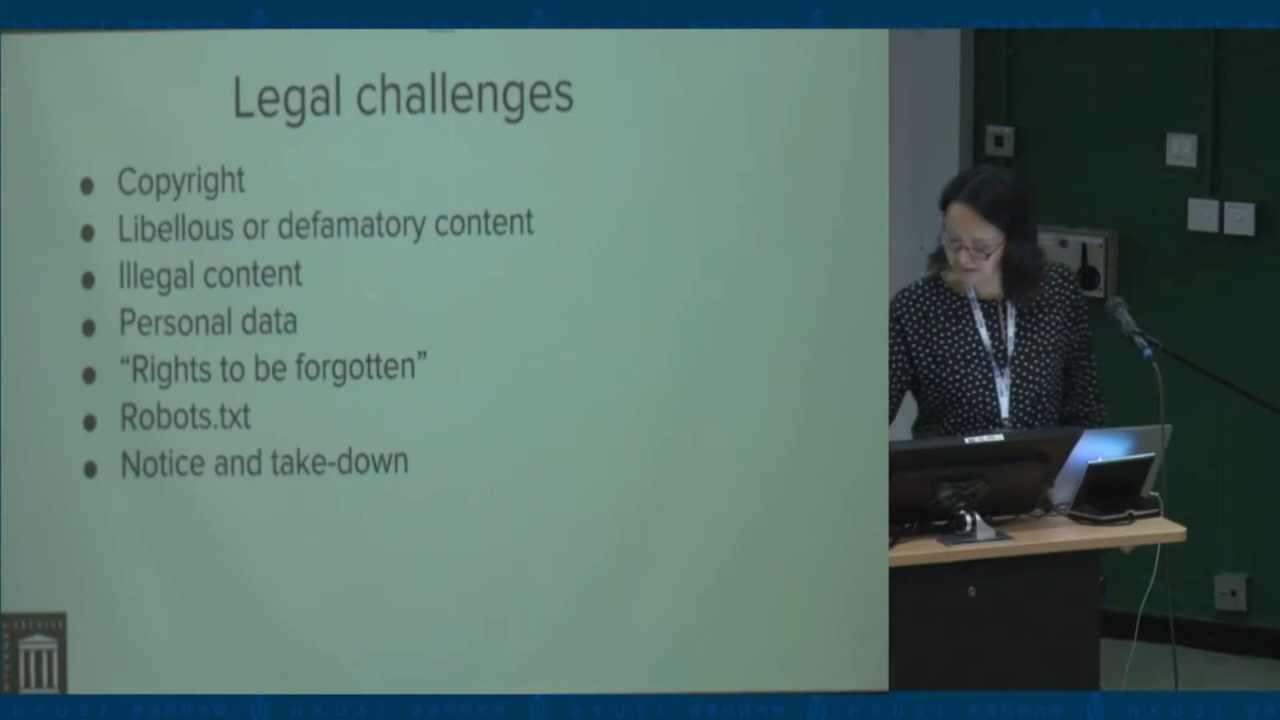 Legal challenges
Copyright
Libellous or defamatory content
Illegal content
Personal data
“Rights to be forgotten”
Robots.txt
Notice and take-down